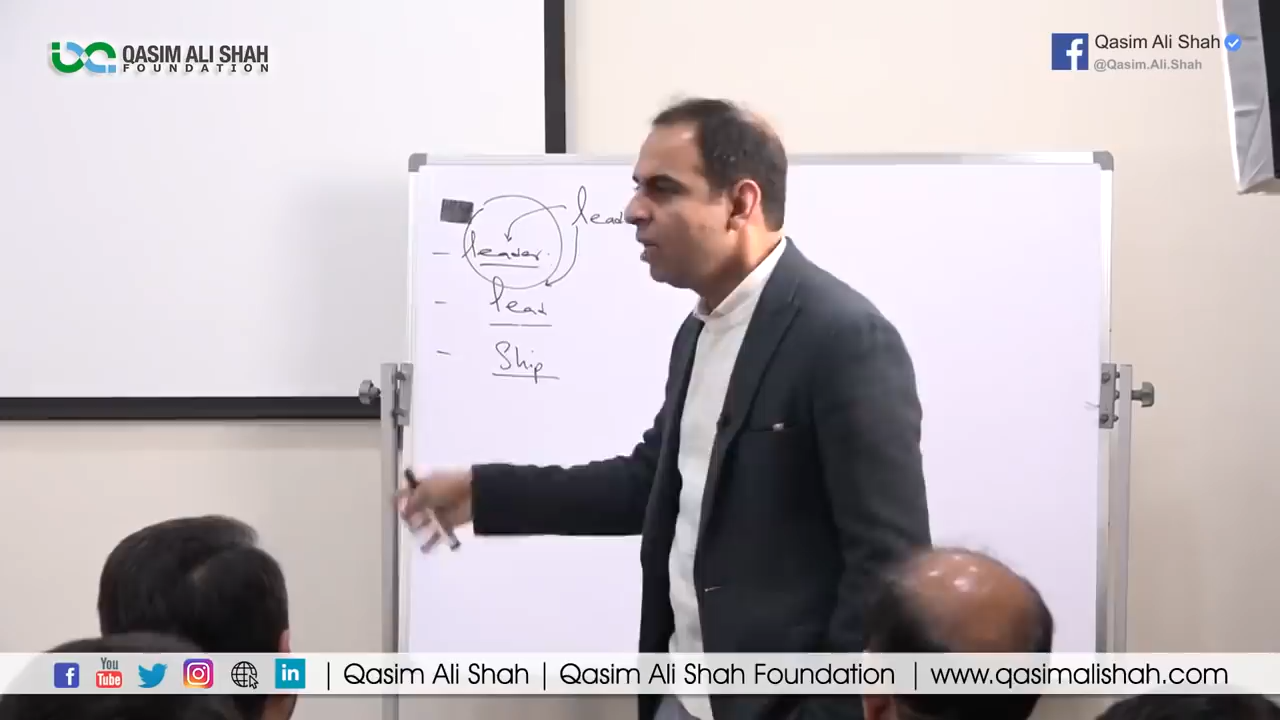 QASIM ALI SHAH
FOUNDATION
Qasim Ali Shah
@Qasim.Ali.Shah
lead
- leader.
- lead
- Ship
You
Tube
| Qasim Ali Shah | Qasim Ali Shah Foundation | www.qasimalishah.com